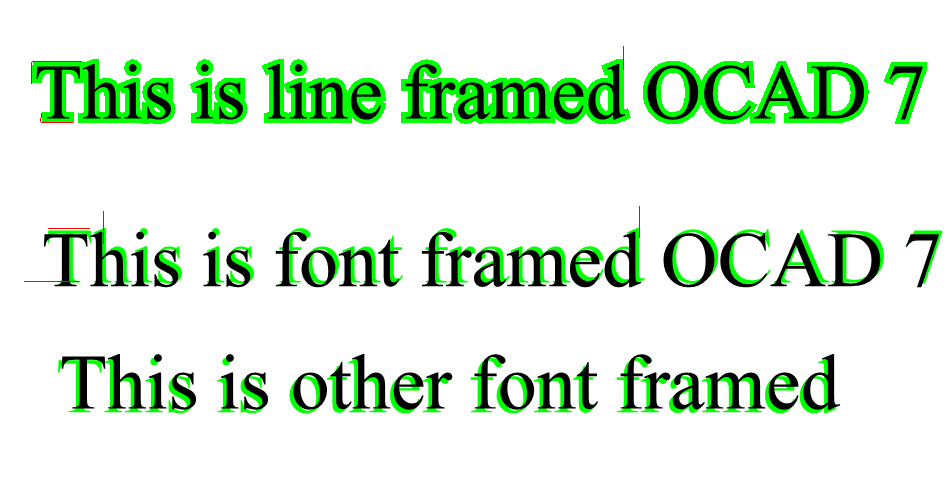 This is line framed OCAD 7
This is font framed OCAD 7
This is other font framed